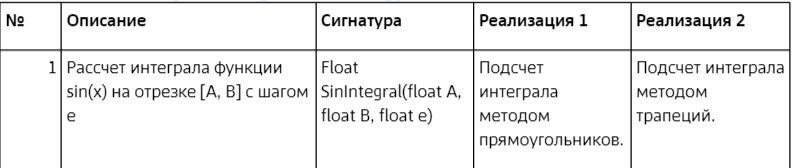 № Описание Сигнатура Реализация 1 Реализация 2
1 Рассчет интеграла функции Float Подсчет Подсчет интеграла
sin(x) на отрезке [A, B] с шагом SinIntegral(float A, интеграла методом
e float B, float e) методом трапеций.
прямоугольников.